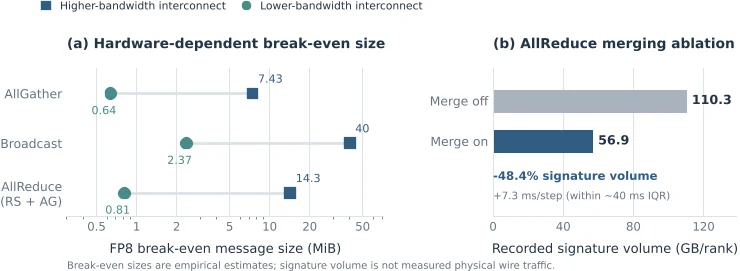 Higher-bandwidth interconnect Lower-bandwidth interconnect
(a) Hardware-dependent break-even size
AllGather
0.64
7.43
Broadcast
2.37
40
AllReduce
(RS + AG)
0.81
14.3
0.5 1 2 5 10 20 50
FP8 break-even message size (MiB)
(b) AllReduce merging ablation
Merge off
110.3
Merge on
56.9
-48.4% signature volume
+7.3 ms/step (within ~40 ms IQR)
0 40 80 120
Recorded signature volume (GB/rank)
Break-even sizes are empirical estimates; signature volume is not measured physical wire traffic.